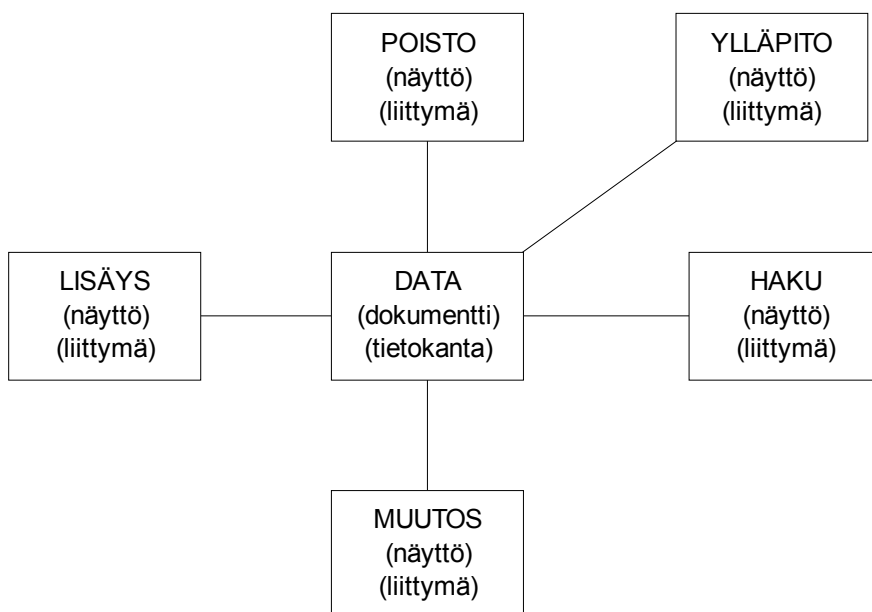 POISTO
(näyttö)
(liittymä)
YLLÄPITO
(näyttö)
(liittymä)
LISÄYS
(näyttö)
(liittymä)
DATA
(dokumentti)
(tietokanta)
HAKU
(näyttö)
(liittymä)
MUUTOS
(näyttö)
(liittymä)